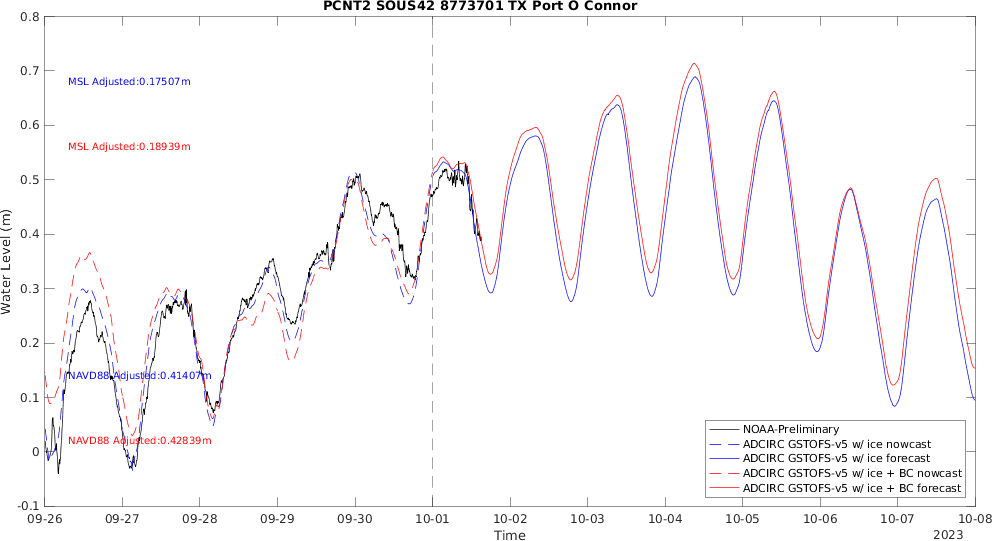 PCNT2 SOUS42 8773701 TX Port O Connor
0.8
0.7
0.6
0.5
0.4
0.3
0.2
0.1
0
-0.1
Water Level (m)
MSL Adjusted:0.17507m
MSL Adjusted:0.18939m
NAVD88 Adjusted:0.41407m
NAVD88 Adjusted:0.42839m
NOAA-Preliminary
ADCIRC GSTOFS-v5 w/ ice nowcast
ADCIRC GSTOFS-v5 w/ ice forecast
ADCIRC GSTOFS-v5 w/ ice + BC nowcast
ADCIRC GSTOFS-v5 w/ ice + BC forecast
09-26 09-27 09-28 09-29 09-30 10-01 10-02 10-03 10-04 10-05 10-06 10-07 10-08
Time
2023